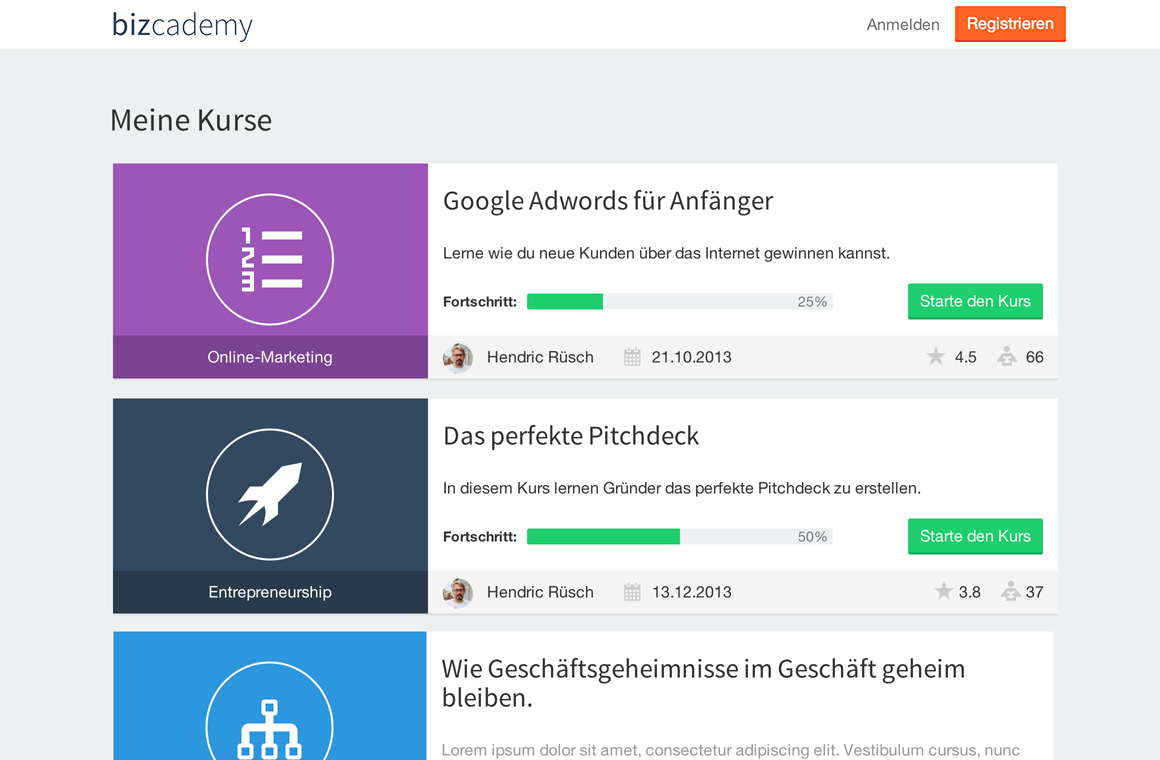 bizcademy
Anmelden
Registrieren
Meine Kurse
1
2
3
Online-Marketing
Google Adwords für Anfänger
Lerne wie du neue Kunden über das Internet gewinnen kannst.
Fortschritt: 25% Starte den Kurs
Hendric Rüsch 21.10.2013 4.5 66
Entrepreneurship
Das perfekte Pitchdeck
In diesem Kurs lernen Gründer das perfekte Pitchdeck zu erstellen.
Fortschritt: 50% Starte den Kurs
Hendric Rüsch 13.12.2013 3.8 37
Wie Geschäftsgeheimnisse im Geschäft geheim
bleiben.
Lorem ipsum dolor sit amet, consectetur adipiscing elit. Vestibulum cursus, nunc